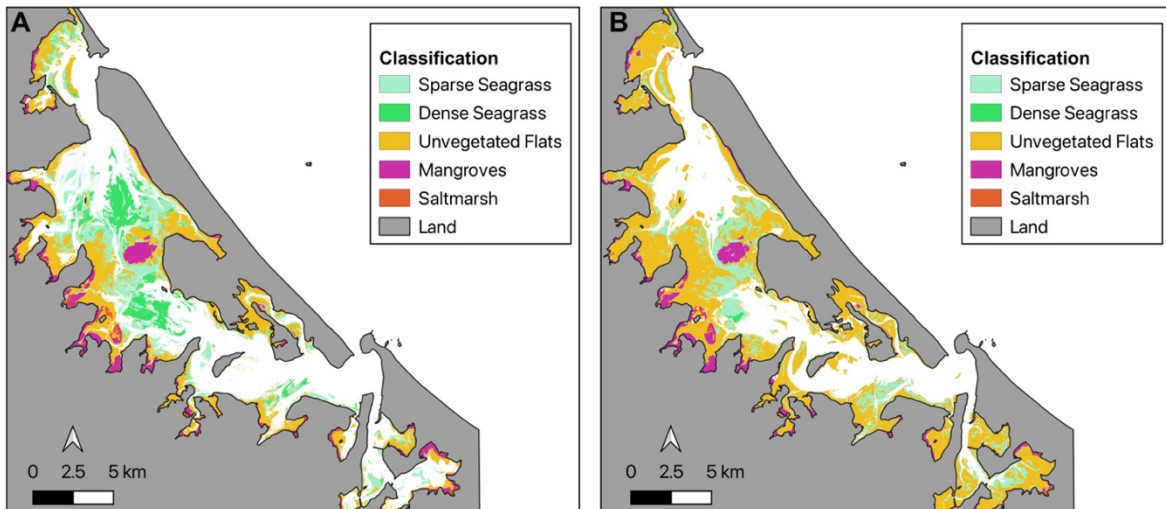 A
Classification
Sparse Seagrass
Dense Seagrass
Unvegetated Flats
Mangroves
Saltmarsh
Land
0 2.5 5 km
B
Classification
Sparse Seagrass
Dense Seagrass
Unvegetated Flats
Mangroves
Saltmarsh
Land
0 2.5 5 km